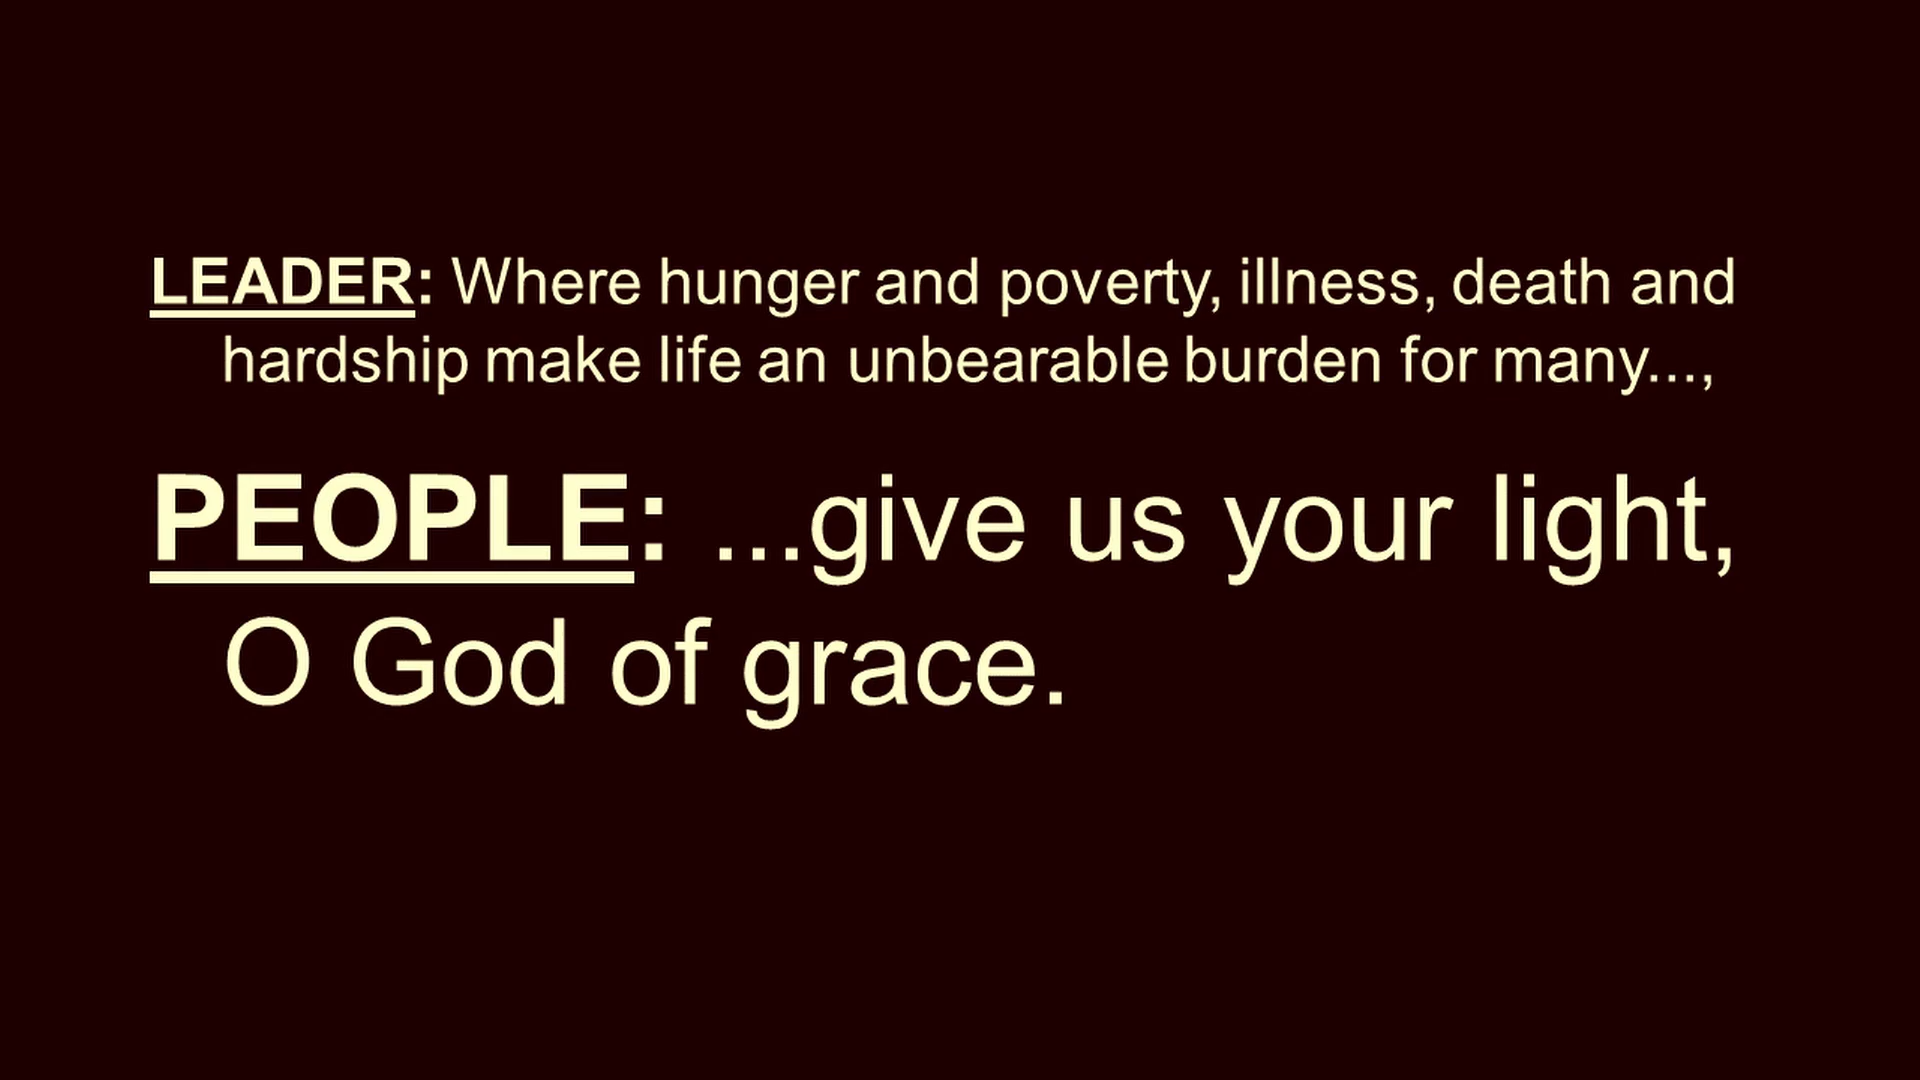 LEADER: Where hunger and poverty, illness, death and
hardship make life an unbearable burden for many...,
PEOPLE: ...give us your light,
O God of grace.